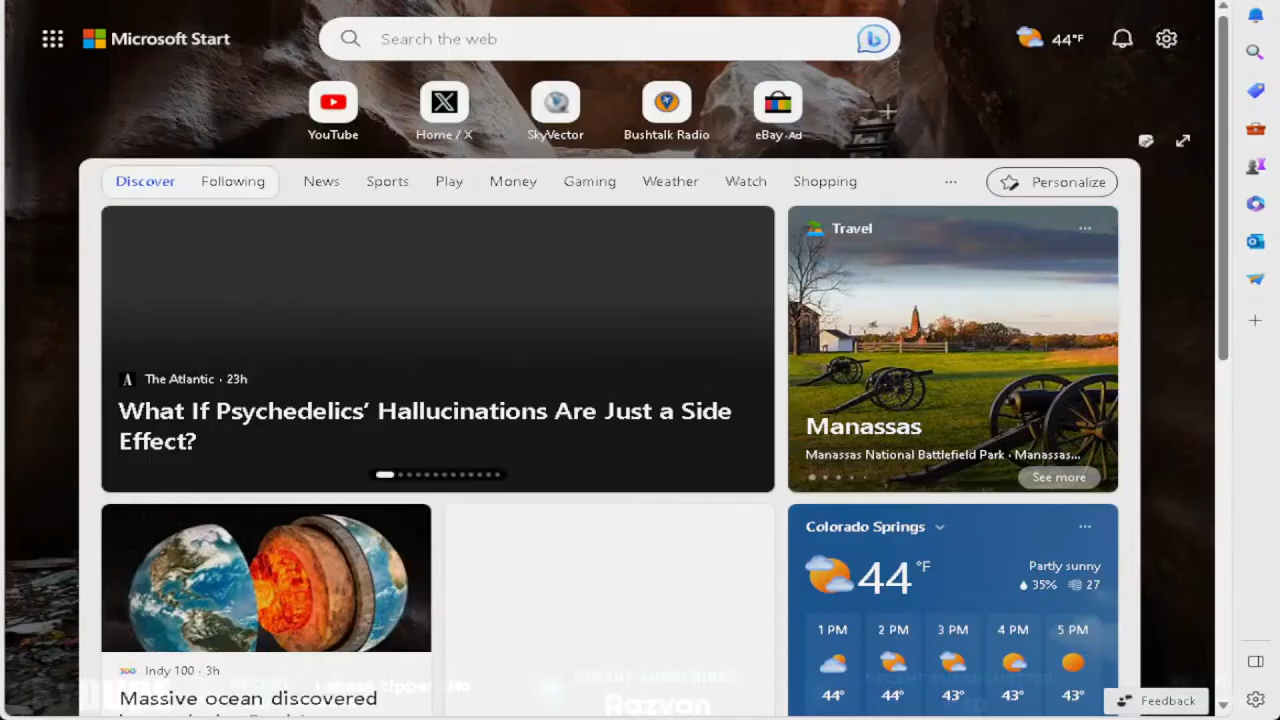 Microsoft Start
Search the web
44°F
YouTube
Home / X
SkyVector
Bushtalk Radio
eBay · Ad
Discover
Following
News
Sports
Play
Money
Gaming
Weather
Watch
Shopping
...
Personalize
The Atlantic · 23h
What If Psychedelics’ Hallucinations Are Just a Side
Effect?
Travel
...
Manassas
Manassas National Battlefield Park · Manassas...
See more
Indy 100 · 3h
Massive ocean discovered
Colorado Springs
...
44°F
Partly sunny
35% 27
1 PM 2 PM 3 PM 4 PM 5 PM
44° 44° 43° 43° 43°
RECENT SUBSCRIBER
Razvan
Feedback